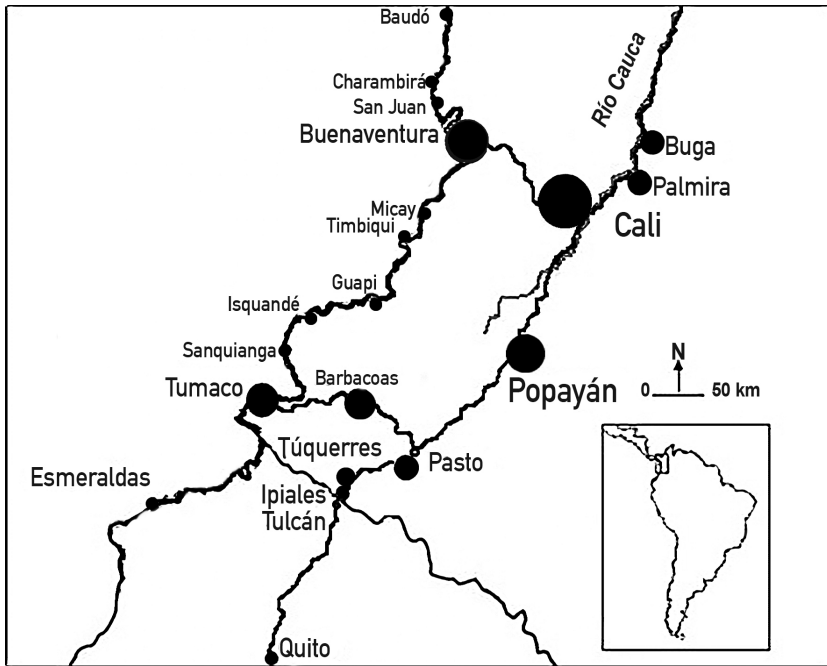 Baudó
Río Cauca
Charambirá
San Juan
Buenaventura
Buga
Palmira
Micay
Cali
Timbiqui
Guapi
Isquandé
Sanquianga
N
Tumaco
Barbacoas
Popayán
0 50 km
Túquerres
Pasto
Esmeraldas
Ipiales
Tulcán
Quito